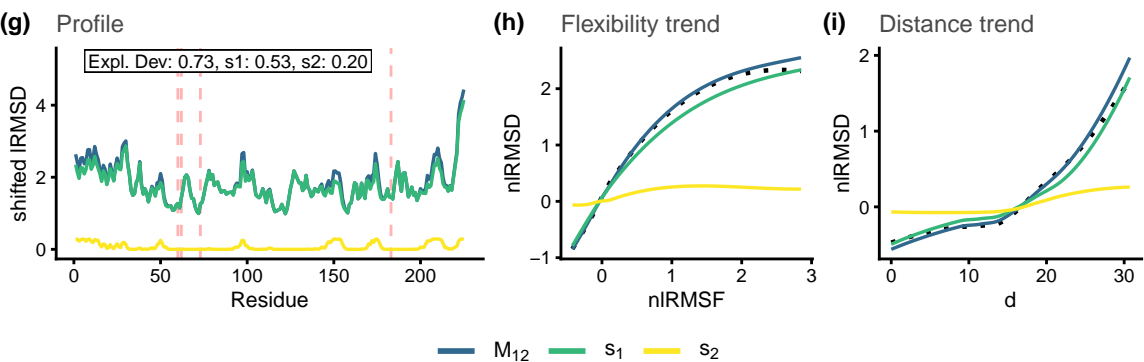 (g) Profile
Expl. Dev: 0.73, s1: 0.53, s2: 0.20
shifted lRMSD
4
2
0
0 50 100 150 200
Residue
(h) Flexibility trend
nlRMSD
2
1
0
−1
0 1 2 3
nlRMSF
(i) Distance trend
nlRMSD
2
1
0
0 10 20 30
d
M12 s1 s2